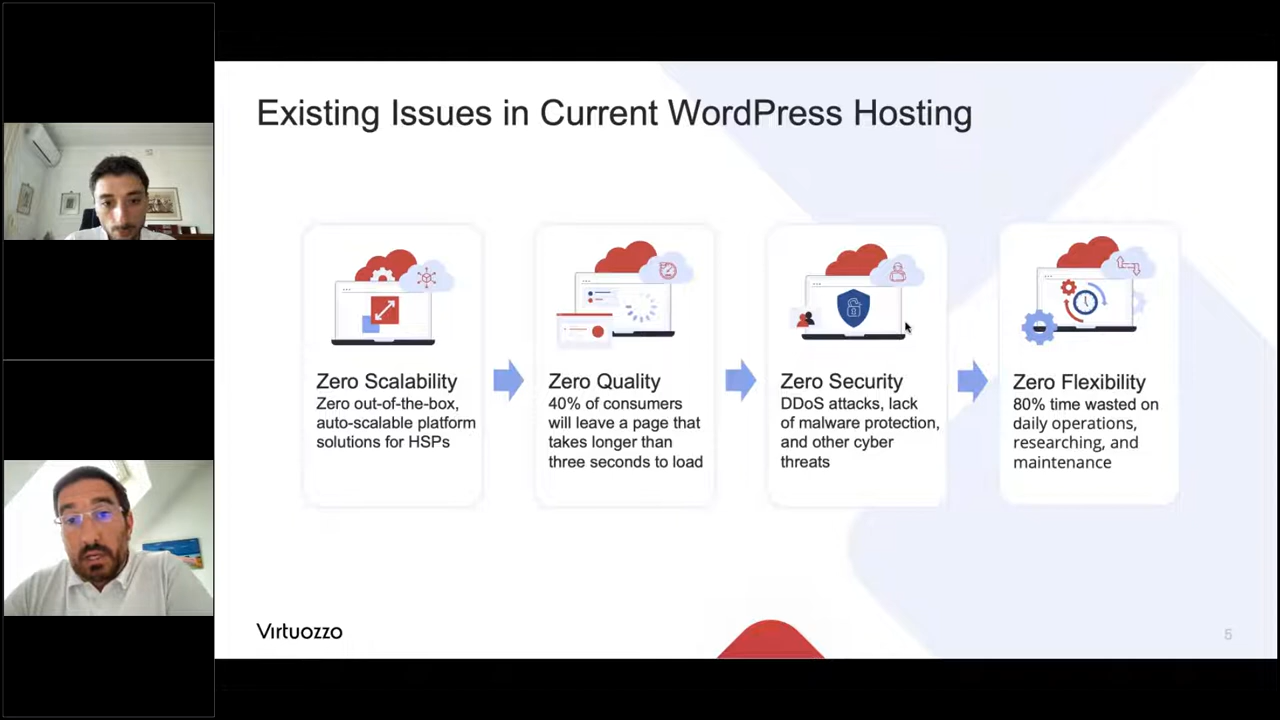 Existing Issues in Current WordPress Hosting
Zero Scalability
Zero out-of-the-box,
auto-scalable platform
solutions for HSPs
Zero Quality
40% of consumers
will leave a page that
takes longer than
three seconds to load
Zero Security
DDoS attacks, lack
of malware protection,
and other cyber
threats
Zero Flexibility
80% time wasted on
daily operations,
researching, and
maintenance
Virtuozzo
5